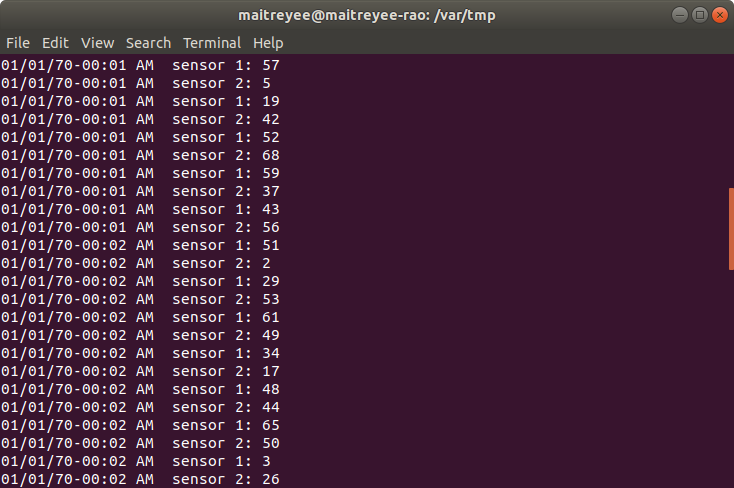 maitreyee@maitreyee-rao: /var/tmp
File Edit View Search Terminal Help
01/01/70-00:01 AM  sensor 1: 57
01/01/70-00:01 AM  sensor 2: 5
01/01/70-00:01 AM  sensor 1: 19
01/01/70-00:01 AM  sensor 2: 42
01/01/70-00:01 AM  sensor 1: 52
01/01/70-00:01 AM  sensor 2: 68
01/01/70-00:01 AM  sensor 1: 59
01/01/70-00:01 AM  sensor 2: 37
01/01/70-00:01 AM  sensor 1: 43
01/01/70-00:01 AM  sensor 2: 56
01/01/70-00:02 AM  sensor 1: 51
01/01/70-00:02 AM  sensor 2: 2
01/01/70-00:02 AM  sensor 1: 29
01/01/70-00:02 AM  sensor 2: 53
01/01/70-00:02 AM  sensor 1: 61
01/01/70-00:02 AM  sensor 2: 49
01/01/70-00:02 AM  sensor 1: 34
01/01/70-00:02 AM  sensor 2: 17
01/01/70-00:02 AM  sensor 1: 48
01/01/70-00:02 AM  sensor 2: 44
01/01/70-00:02 AM  sensor 1: 65
01/01/70-00:02 AM  sensor 2: 50
01/01/70-00:02 AM  sensor 1: 3
01/01/70-00:02 AM  sensor 2: 26